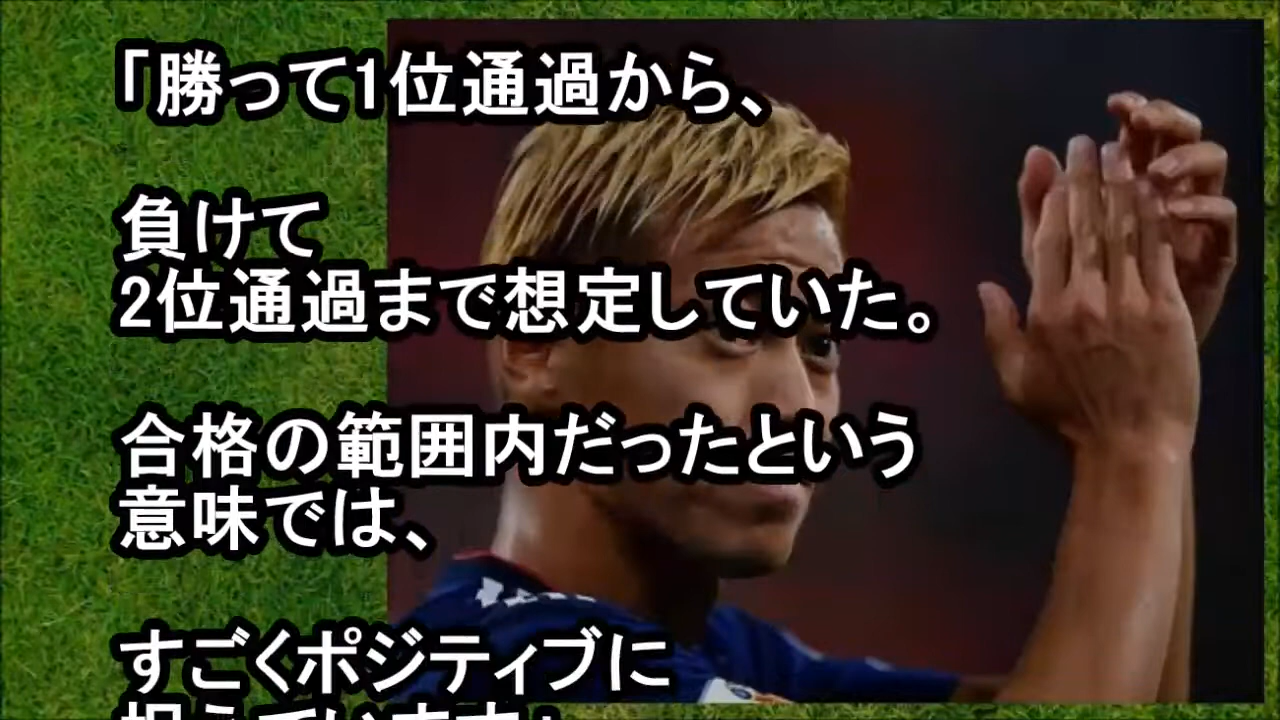 「勝って1位通過から、
負けて
2位通過まで想定していた。
合格の範囲内だったという
意味では、
すごくポジティブに